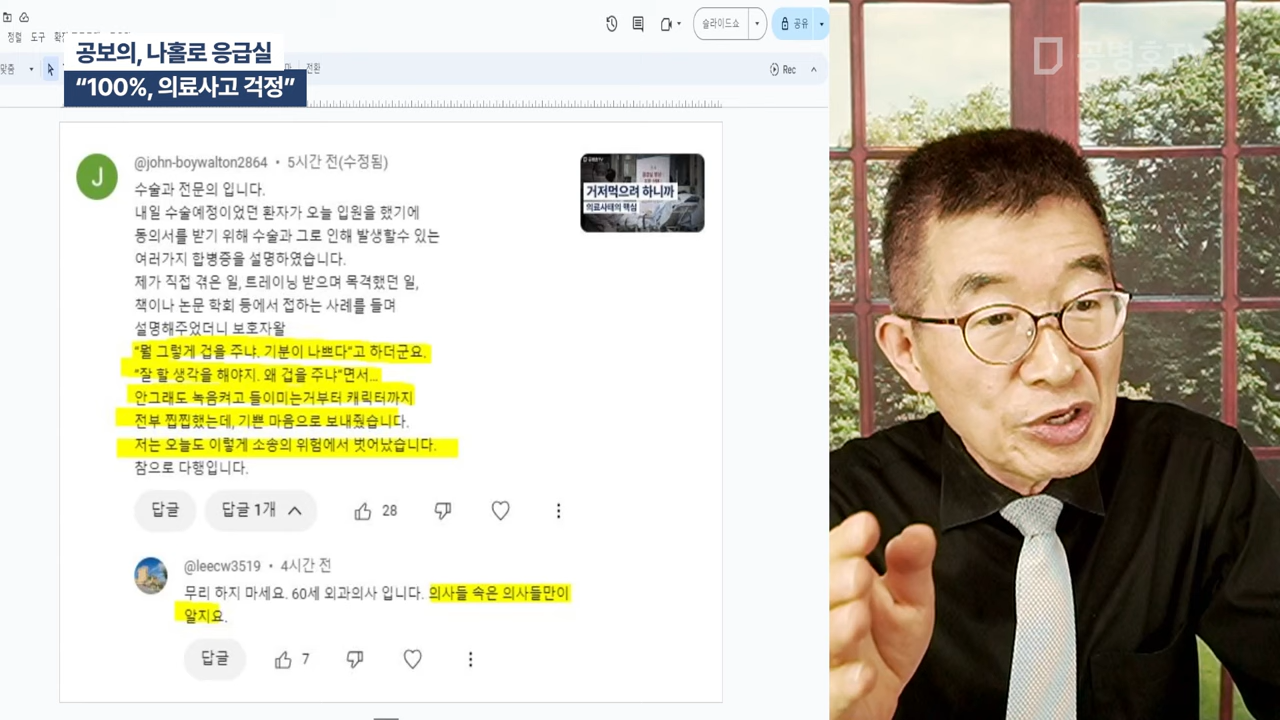 정렬 도구
슬라이드쇼
공유
공보의, 나홀로 응급실
“100%, 의료사고 걱정”
맞춤
전환
Rec
공병호TV
J
@john-boywalton2864 • 5시간 전(수정됨)
수술과 전문의 입니다.
내일 수술예정이었던 환자가 오늘 입원을 했기에
동의서를 받기 위해 수술과 그로 인해 발생할수 있는
여러가지 합병증을 설명하였습니다.
제가 직접 겪은 일, 트레이닝 받으며 목격했던 일,
책이나 논문 학회 등에서 접하는 사례를 들며
설명해주었더니 보호자왈
"뭘 그렇게 겁을 주냐. 기분이 나쁘다"고 하더군요.
"잘 할 생각을 해야지. 왜 겁을 주냐"면서...
안그래도 녹음켜고 들이미는거부터 캐릭터까지
전부 찝찝했는데, 기쁜 마음으로 보내줬습니다.
저는 오늘도 이렇게 소송의 위험에서 벗어났습니다.
참으로 다행입니다.
거저먹으려 하니까
의료사태의 핵심
답글
답글 1개
28
@leecw3519 • 4시간 전
무리 하지 마세요. 60세 외과의사 입니다. 의사들 속은 의사들만이
알지요.
답글
7